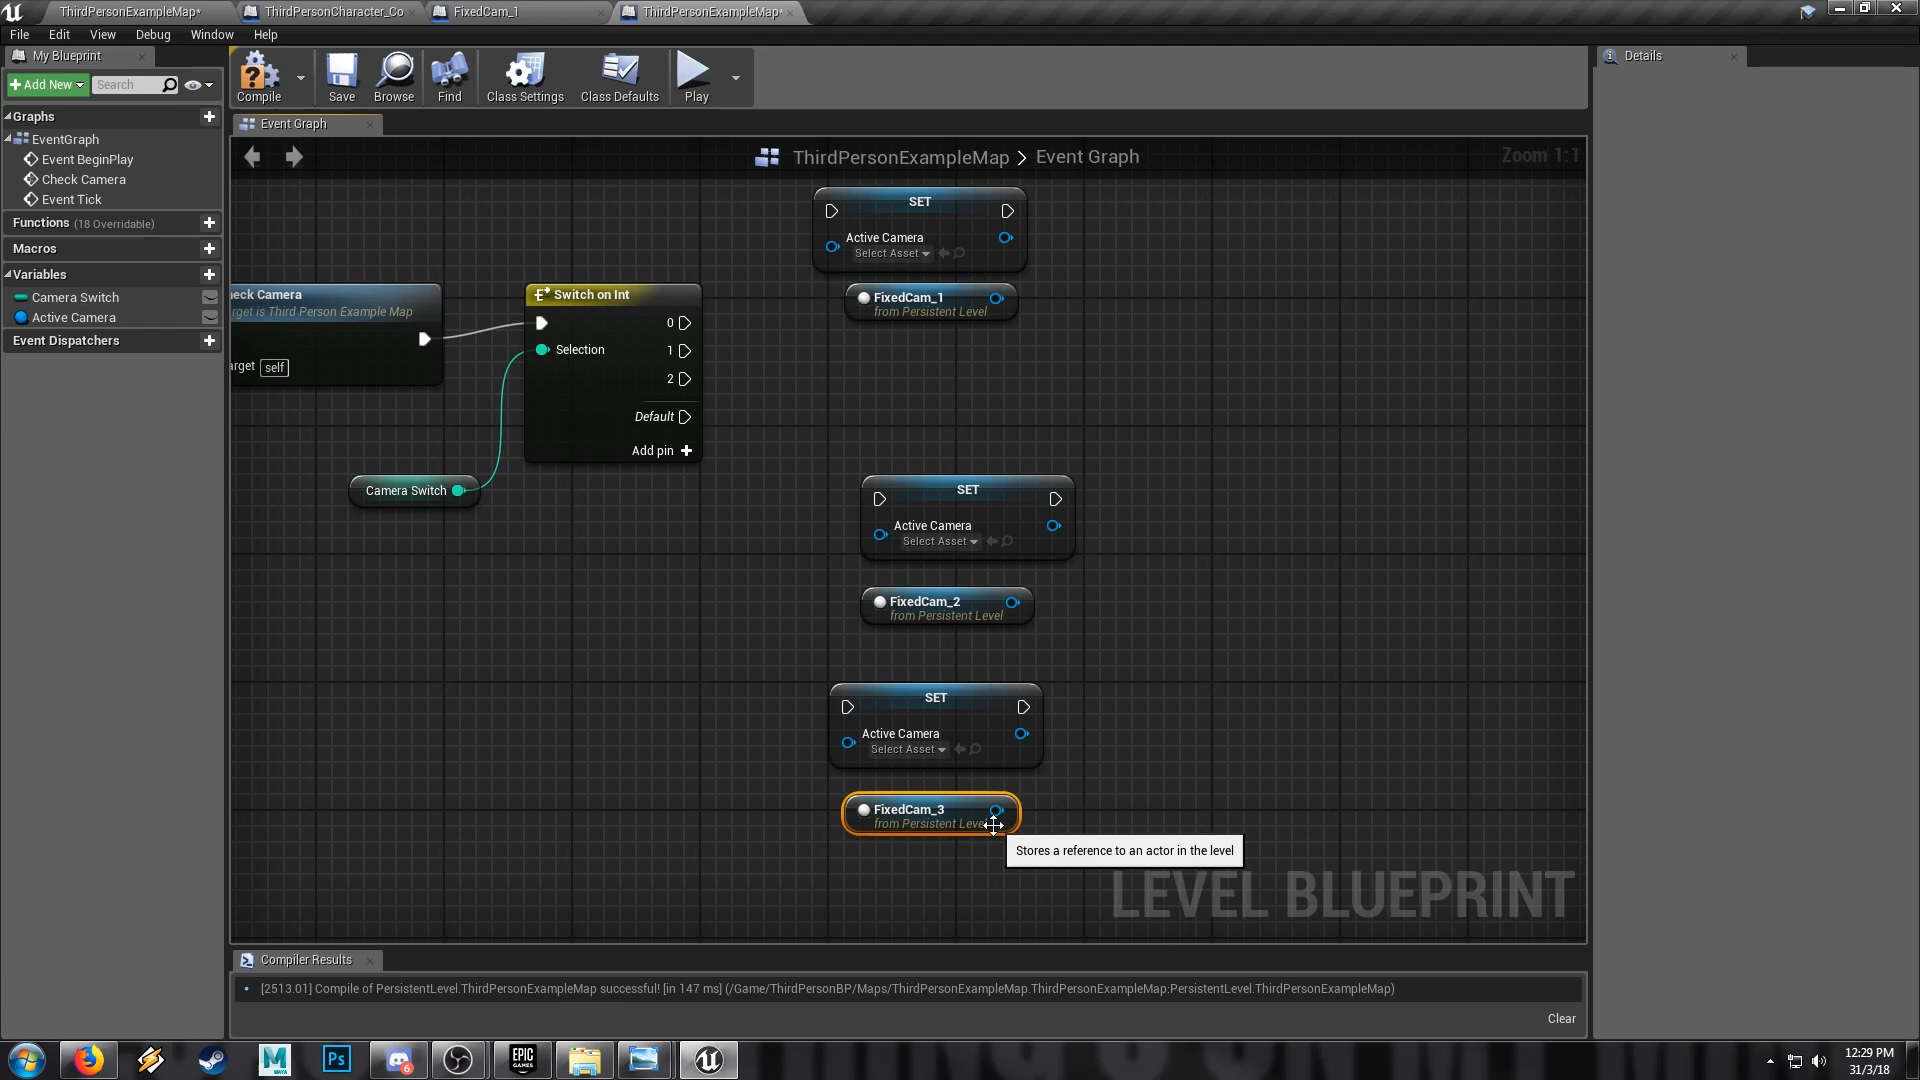 ThirdPersonExampleMap*
ThirdPersonCharacter_Co
FixedCam_1
ThirdPersonExampleMap*
File Edit View Debug Window Help
My Blueprint
Add New
Search
Compile
Save
Browse
Find
Class Settings
Class Defaults
Play
Details
Graphs
EventGraph
Event BeginPlay
Check Camera
Event Tick
Functions (18 Overridable)
Macros
Variables
Camera Switch
Active Camera
Event Dispatchers
Event Graph
ThirdPersonExampleMap > Event Graph
Zoom 1:1
heck Camera
rget is Third Person Example Map
arget self
Switch on Int
0
Selection
1
2
Default
Add pin
Camera Switch
SET
Active Camera
Select Asset
FixedCam_1
from Persistent Level
SET
Active Camera
Select Asset
FixedCam_2
from Persistent Level
SET
Active Camera
Select Asset
FixedCam_3
from Persistent Level
Stores a reference to an actor in the level
LEVEL BLUEPRINT
Compiler Results
[2513.01] Compile of PersistentLevel.ThirdPersonExampleMap successful! [in 147 ms] (/Game/ThirdPersonBP/Maps/ThirdPersonExampleMap.ThirdPersonExampleMap:PersistentLevel.ThirdPersonExampleMap)
Clear
MAYA
Ps
6
EPIC
GAMES
12:29 PM
31/3/18